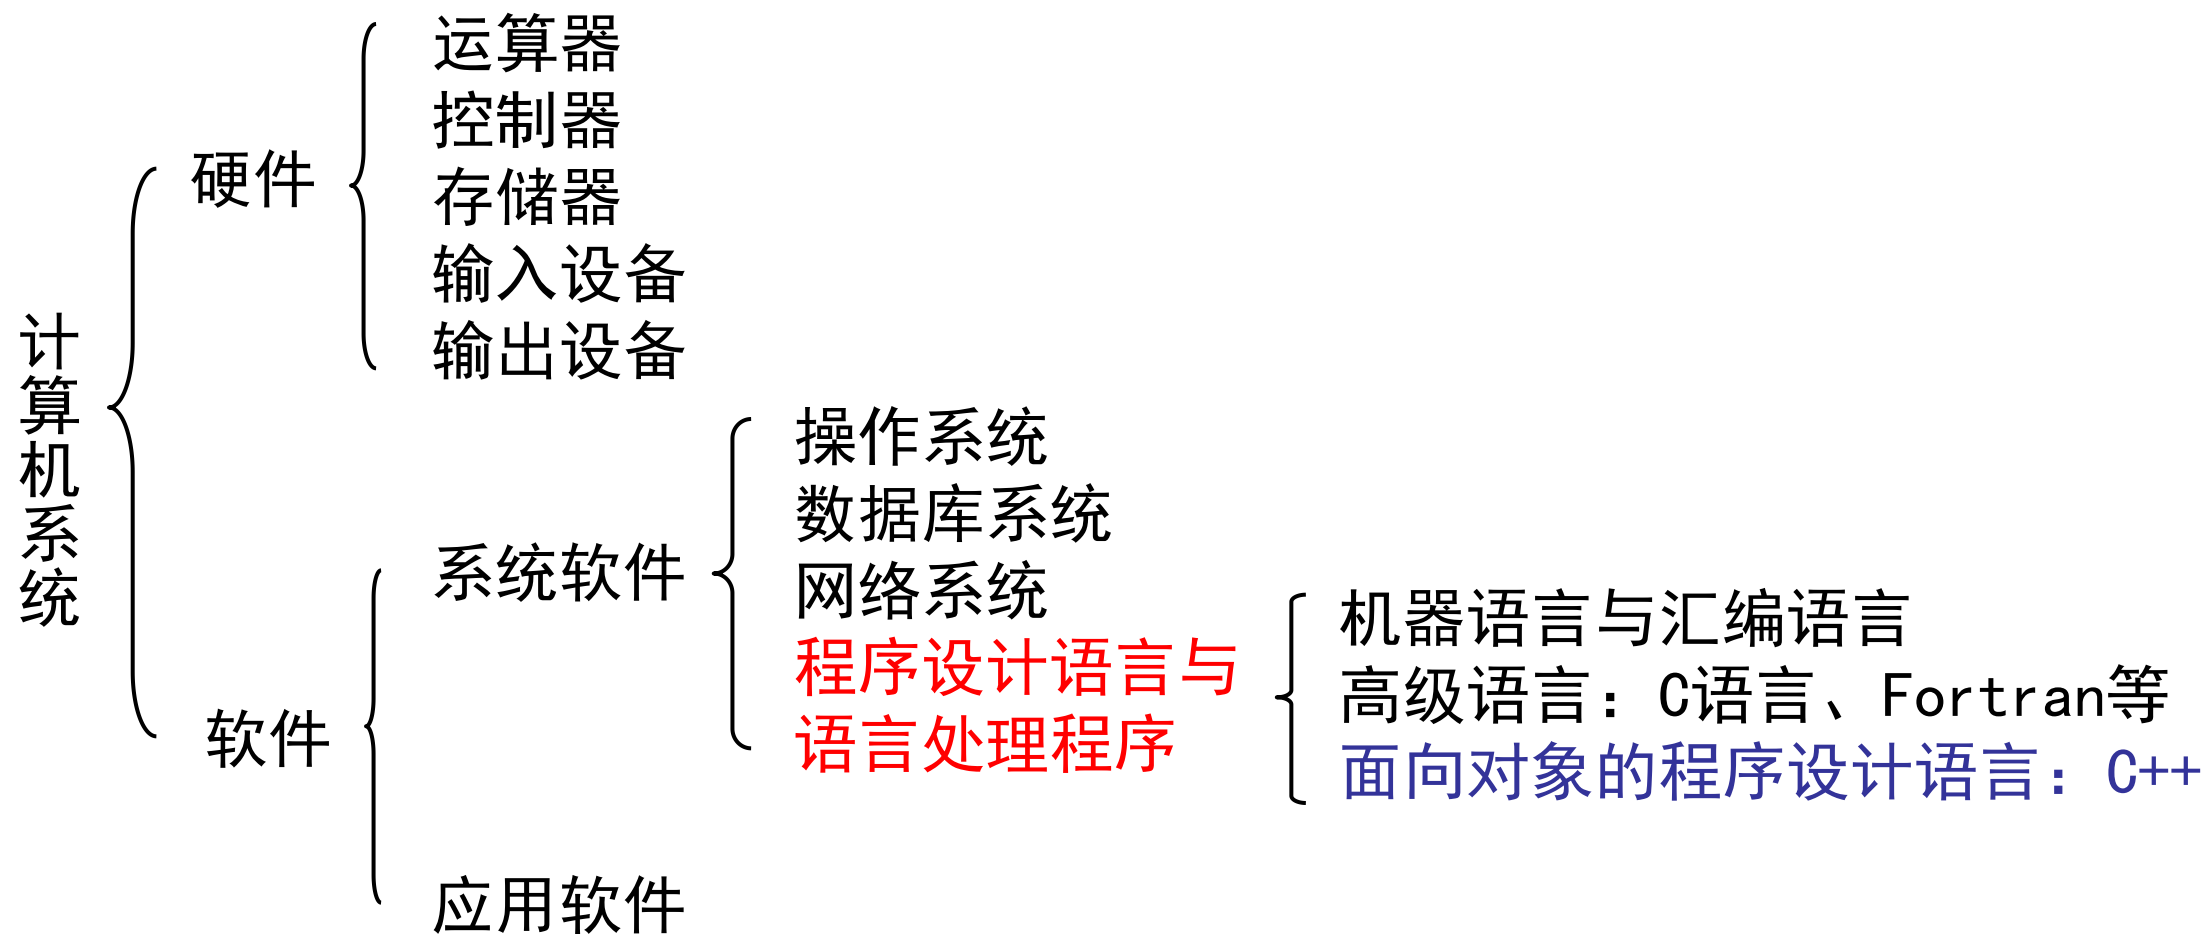 计算机系统
硬件
运算器
控制器
存储器
输入设备
输出设备
软件
系统软件
操作系统
数据库系统
网络系统
程序设计语言与
语言处理程序
机器语言与汇编语言
高级语言：C语言、Fortran等
面向对象的程序设计语言：C++
应用软件